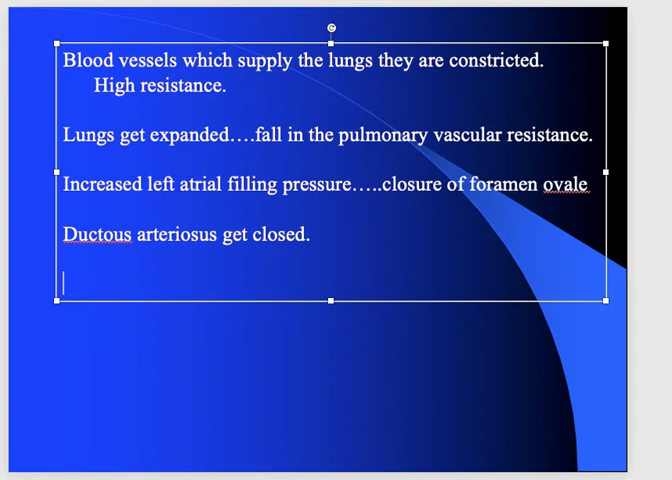 Blood vessels which supply the lungs they are constricted.
High resistance.
Lungs get expanded….fall in the pulmonary vascular resistance.
Increased left atrial filling pressure…..closure of foramen ovale
Ductous arteriosus get closed.